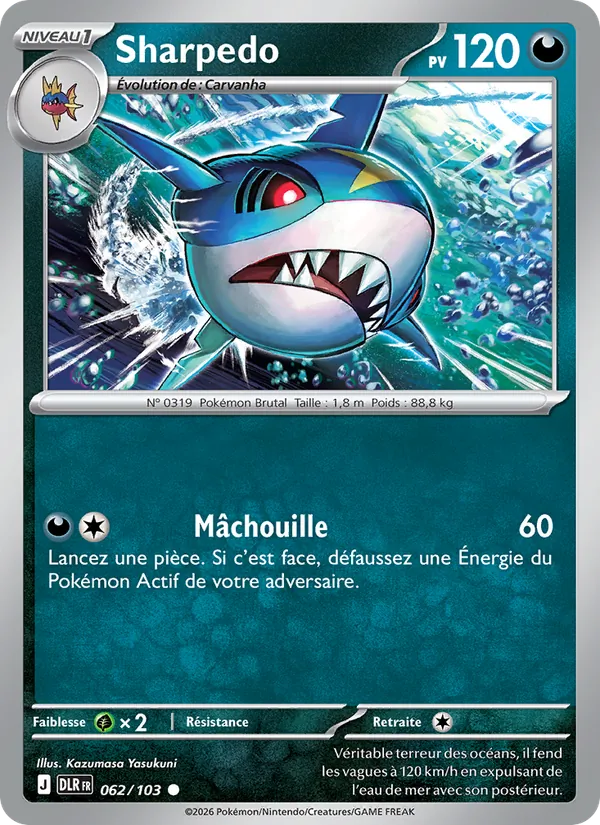 NIVEAU 1
Sharpedo
PV 120
Évolution de : Carvanha
Nº 0319 Pokémon Brutal Taille : 1,8 m Poids : 88,8 kg
Mâchouille 60
Lancez une pièce. Si c'est face, défaussez une Énergie du
Pokémon Actif de votre adversaire.
Faiblesse × 2 Résistance Retraite
Illus. Kazumasa Yasukuni
Véritable terreur des océans, il fend
les vagues à 120 km/h en expulsant de
l'eau de mer avec son postérieur.
J DLR FR 062/103
©2026 Pokémon/Nintendo/Creatures/GAME FREAK